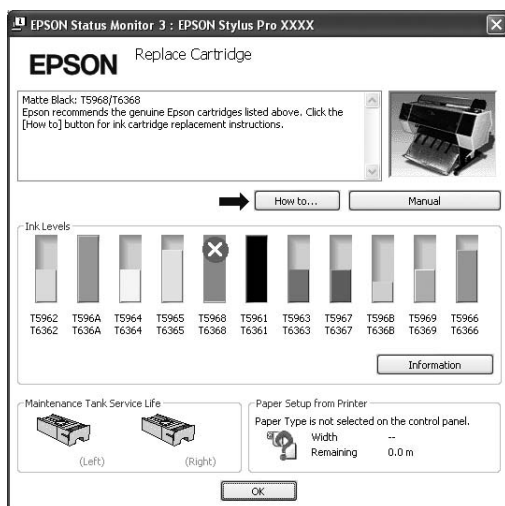 EPSON Status Monitor 3 : EPSON Stylus Pro XXXX
EPSON
Replace Cartridge
Matte Black: T5968/T6368
Epson recommends the genuine Epson cartridges listed above. Click the
[How to] button for ink cartridge replacement instructions.
How to...
Manual
Ink Levels
T5962 T596A T5964 T5965 T5968 T5961 T5963 T5967 T596B T5969 T5966
T6362 T636A T6364 T6365 T6368 T6361 T6363 T6367 T636B T6369 T6366
Information
Maintenance Tank Service Life
(Left) (Right)
Paper Setup from Printer
Paper Type is not selected on the control panel.
Width --
Remaining 0.0 m
OK